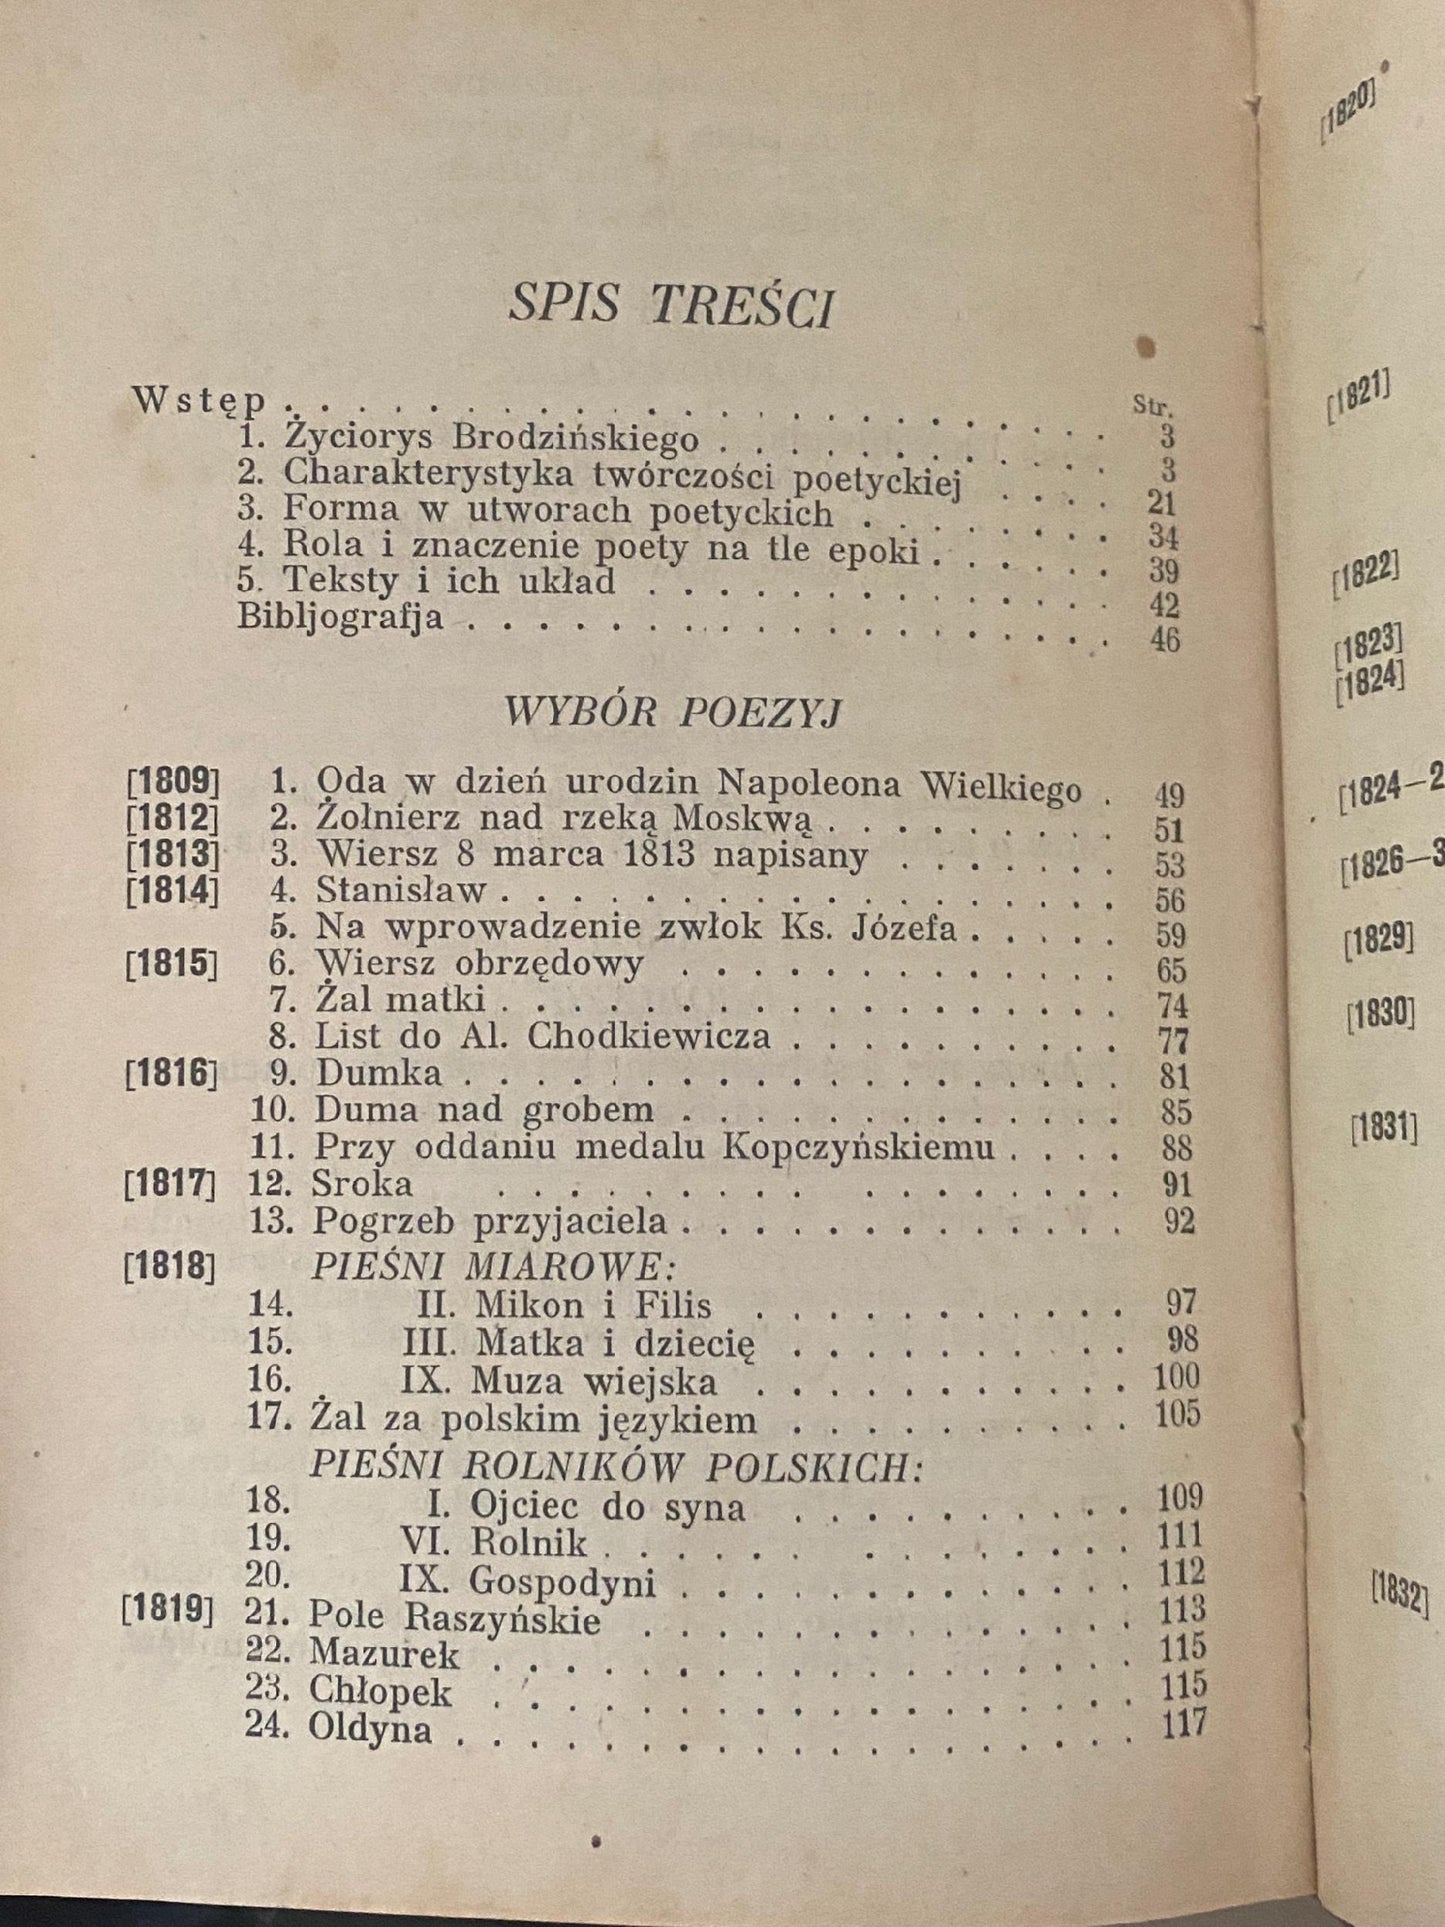 SPIS TREŚCI
Str.
Wstęp . . . . . . . . . . . . . . . . . . . . . . . 3
1. Życiorys Brodzińskiego . . . . . . . . . . . 3
2. Charakterystyka twórczości poetyckiej . . . . 21
3. Forma w utworach poetyckich . . . . . . . . 34
4. Rola i znaczenie poety na tle epoki . . . . . . 39
5. Teksty i ich układ . . . . . . . . . . . . . 42
Bibljografja . . . . . . . . . . . . . . . . . . 46
WYBÓR POEZYJ
[1809] 1. Oda w dzień urodzin Napoleona Wielkiego . 49
[1812] 2. Żołnierz nad rzeką Moskwą . . . . . . . . . 51
[1813] 3. Wiersz 8 marca 1813 napisany . . . . . . . 53
[1814] 4. Stanisław . . . . . . . . . . . . . . . . . . 56
5. Na wprowadzenie zwłok Ks. Józefa . . . . . 59
[1815] 6. Wiersz obrzędowy . . . . . . . . . . . . . 65
7. Żal matki . . . . . . . . . . . . . . . . . . 74
8. List do Al. Chodkiewicza . . . . . . . . . . 77
[1816] 9. Dumka . . . . . . . . . . . . . . . . . . . 81
10. Duma nad grobem . . . . . . . . . . . . . 85
11. Przy oddaniu medalu Kopczyńskiemu . . . . 88
[1817] 12. Sroka . . . . . . . . . . . . . . . . . 91
13. Pogrzeb przyjaciela . . . . . . . . . . . . . 92
[1818] PIEŚNI MIAROWE:
14. II. Mikon i Filis . . . . . . . . . . . 97
15. III. Matka i dziecię . . . . . . . . . . 98
16. IX. Muza wiejska . . . . . . . . . . . 100
17. Żal za polskim językiem . . . . . . . . . . 105
PIEŚNI ROLNIKÓW POLSKICH:
18. I. Ojciec do syna . . . . . . . . . . 109
19. VI. Rolnik . . . . . . . . . . . . . . 111
20. IX. Gospodyni . . . . . . . . . . . . . 112
[1819] 21. Pole Raszyńskie . . . . . . . . . . . . . . 113
22. Mazurek . . . . . . . . . . . . . . . . . . 115
23. Chłopek . . . . . . . . . . . . . . . . . . 115
24. Oldyna . . . . . . . . . . . . . . . . . . . 117
[1820]
[1821]
[1822]
[1823]
[1824]
[1824—2
[1826—3
[1829]
[1830]
[1831]
[1832]